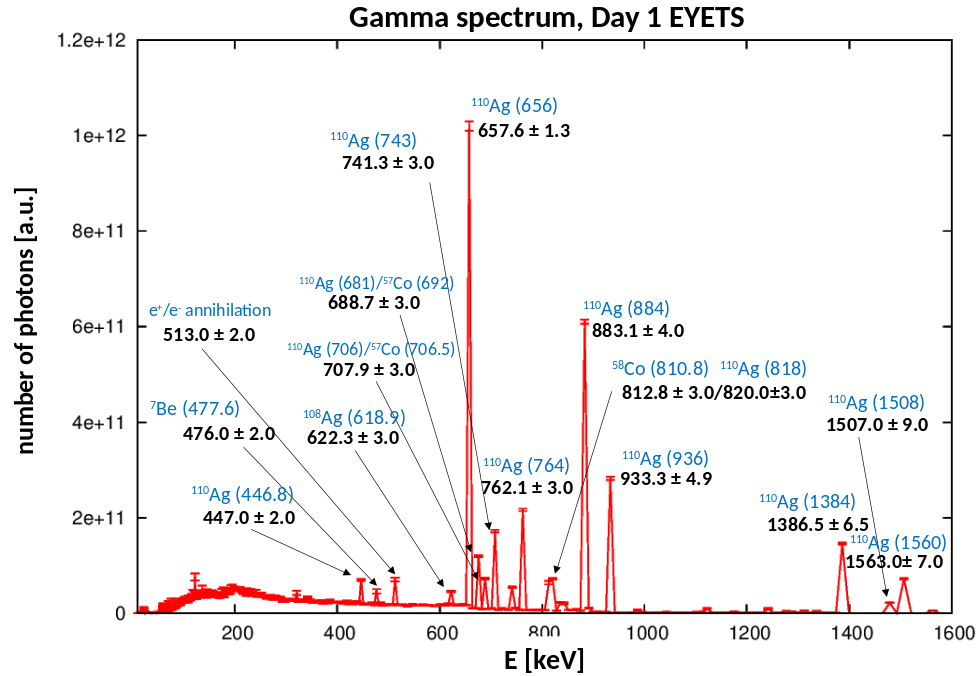 Gamma spectrum, Day 1 EYETS
1.2e+12
1e+12
8e+11
6e+11
4e+11
2e+11
0
number of photons [a.u.]
¹¹⁰Ag (656)
657.6 ± 1.3
¹¹⁰Ag (743)
741.3 ± 3.0
¹¹⁰Ag (681)/⁵⁷Co (692)
688.7 ± 3.0
e⁺/e⁻ annihilation
513.0 ± 2.0
¹¹⁰Ag (884)
883.1 ± 4.0
¹¹⁰Ag (706)/⁵⁷Co (706.5)
707.9 ± 3.0
⁵⁸Co (810.8) ¹¹⁰Ag (818)
812.8 ± 3.0/820.0±3.0
⁷Be (477.6)
476.0 ± 2.0
¹⁰⁸Ag (618.9)
622.3 ± 3.0
¹¹⁰Ag (1508)
1507.0 ± 9.0
¹¹⁰Ag (764)
762.1 ± 3.0
¹¹⁰Ag (936)
933.3 ± 4.9
¹¹⁰Ag (446.8)
447.0 ± 2.0
¹¹⁰Ag (1384)
1386.5 ± 6.5
¹¹⁰Ag (1560)
1563.0± 7.0
200 400 600 800 1000 1200 1400 1600
E [keV]